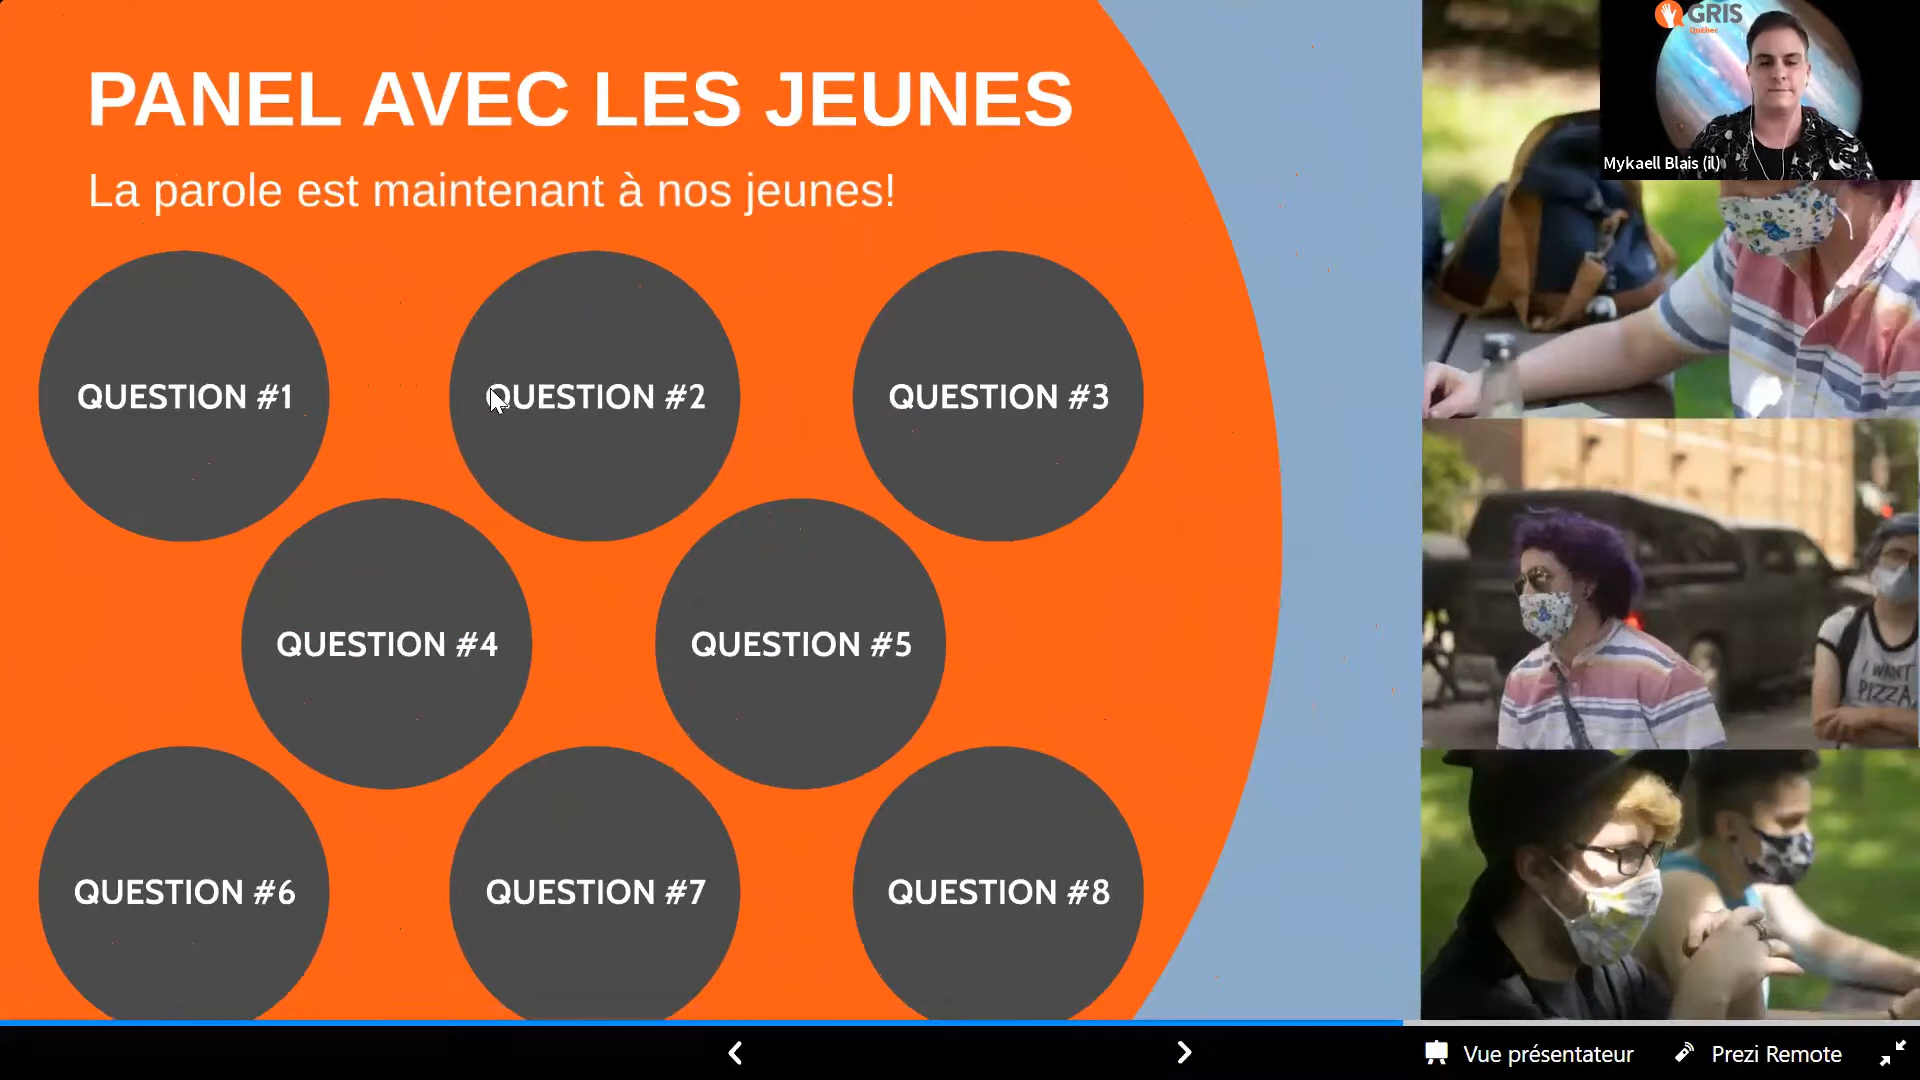 PANEL AVEC LES JEUNES
La parole est maintenant à nos jeunes!
QUESTION #1
QUESTION #2
QUESTION #3
QUESTION #4
QUESTION #5
QUESTION #6
QUESTION #7
QUESTION #8
GRIS
Québec
Mykaell Blais (il)
I WANT
PIZZA
Vue présentateur
Prezi Remote